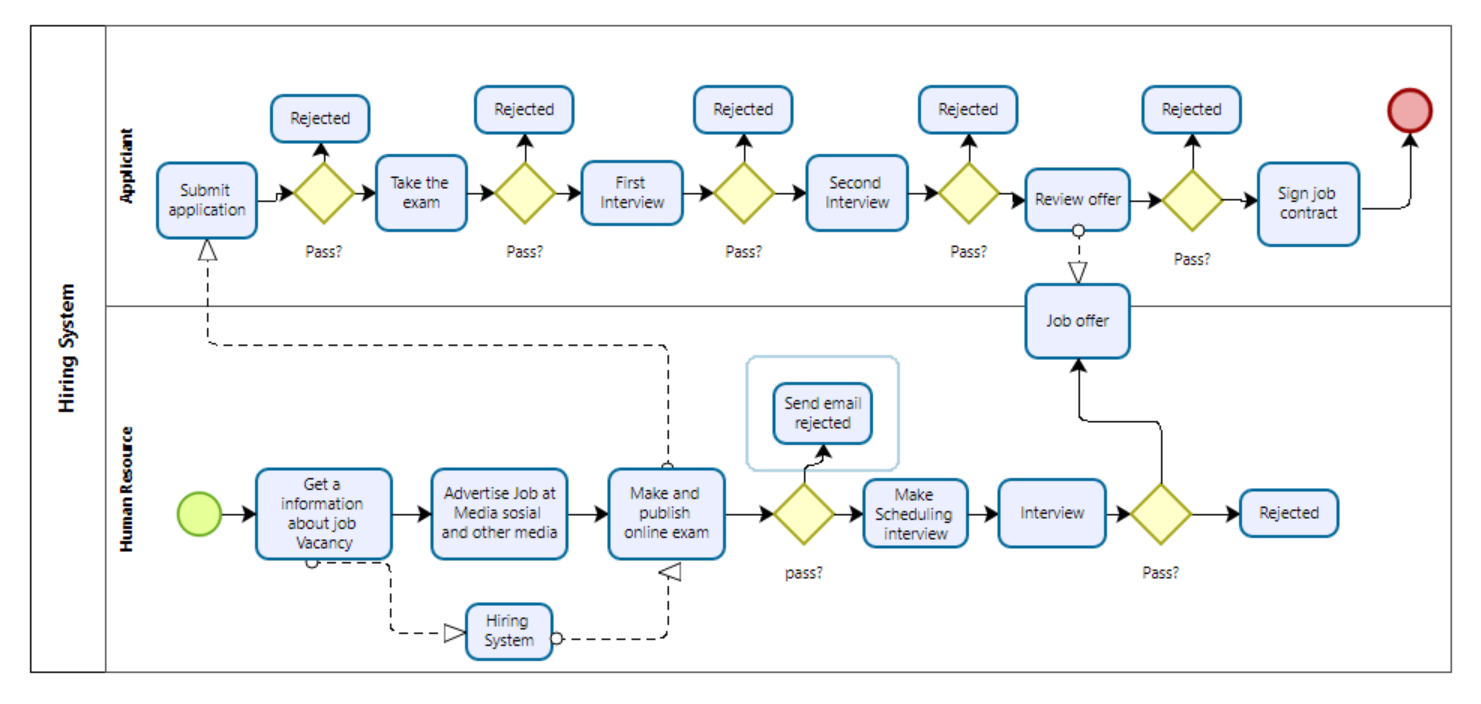 Hiring System
Appliciant
Rejected
Rejected
Rejected
Rejected
Rejected
Submit
application
Take the
exam
First
Interview
Second
Interview
Review offer
Sign job
contract
Pass?
Pass?
Pass?
Pass?
Pass?
Job offer
Human Resource
Send email
rejected
Get a
information
about job
Vacancy
Advertise Job at
Media sosial
and other media
Make and
publish
online exam
Make
Scheduling
interview
Interview
Rejected
pass?
Pass?
Hiring
System